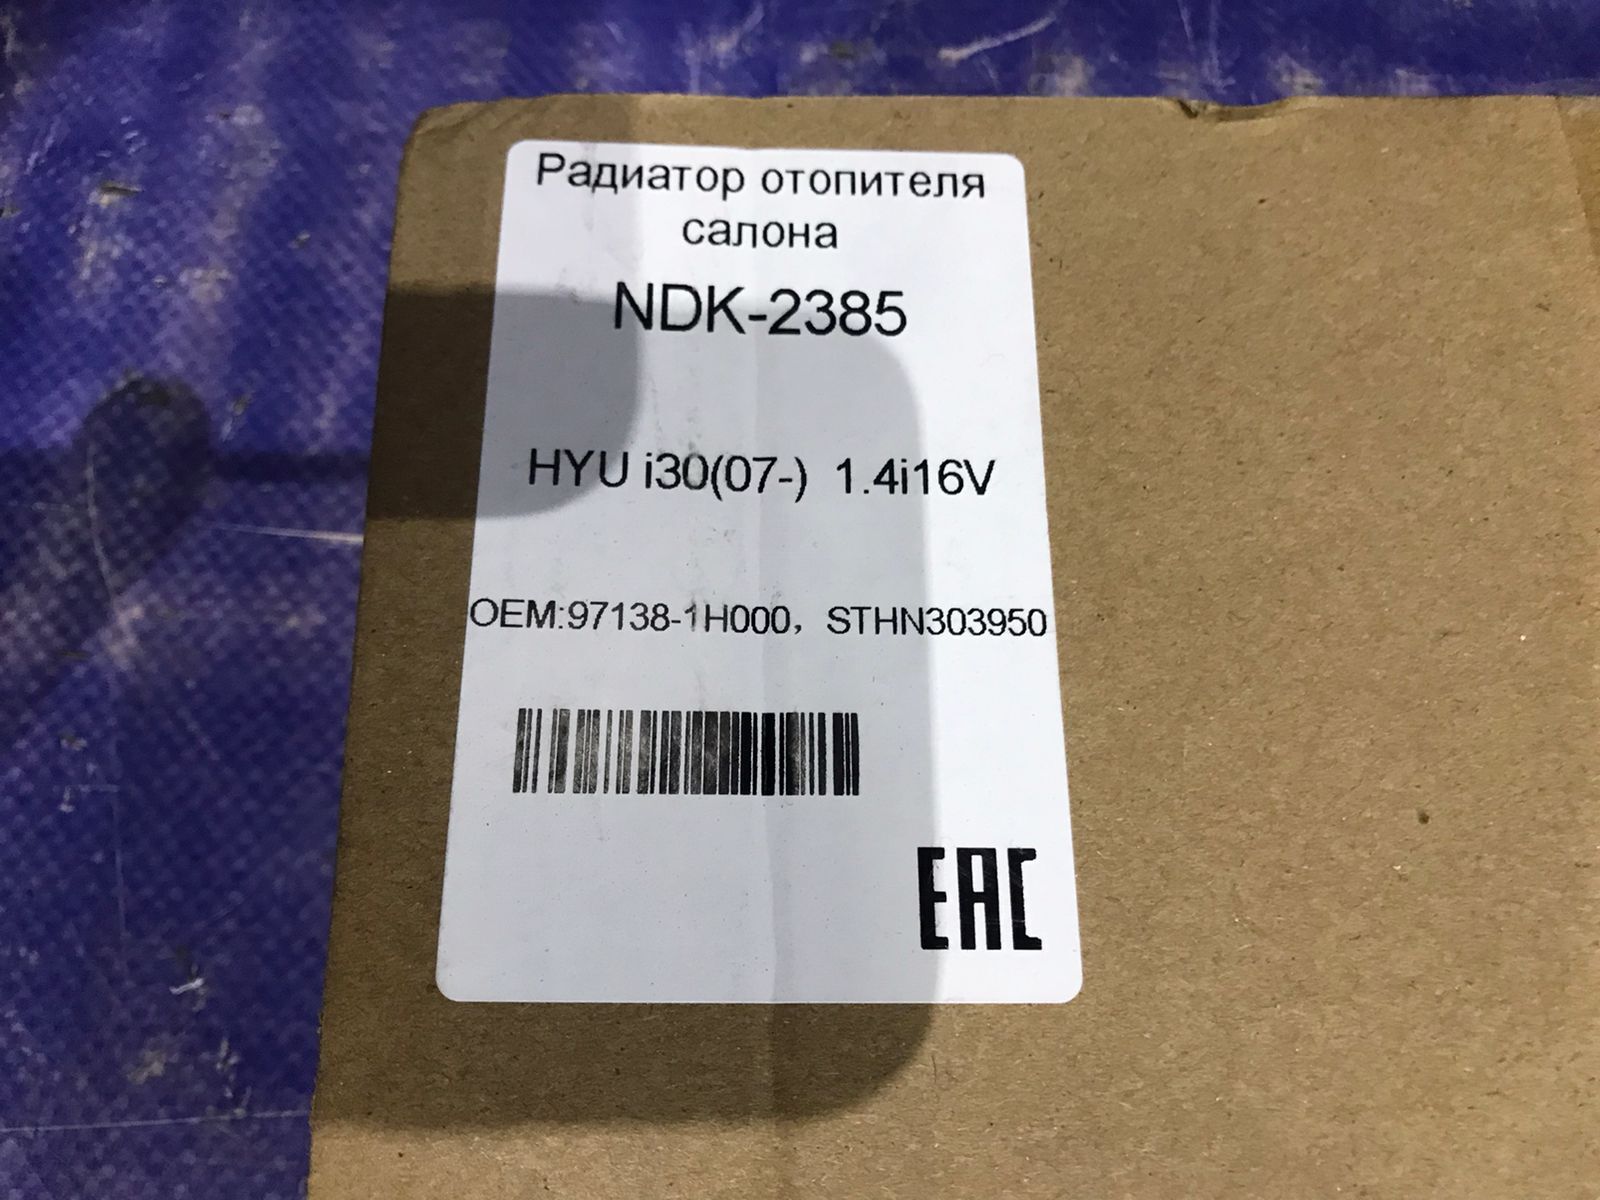 Радиатор отопителя
салона
NDK-2385
HYU i30(07-) 1.4i16V
OEM:97138-1H000, STHN303950
EAC